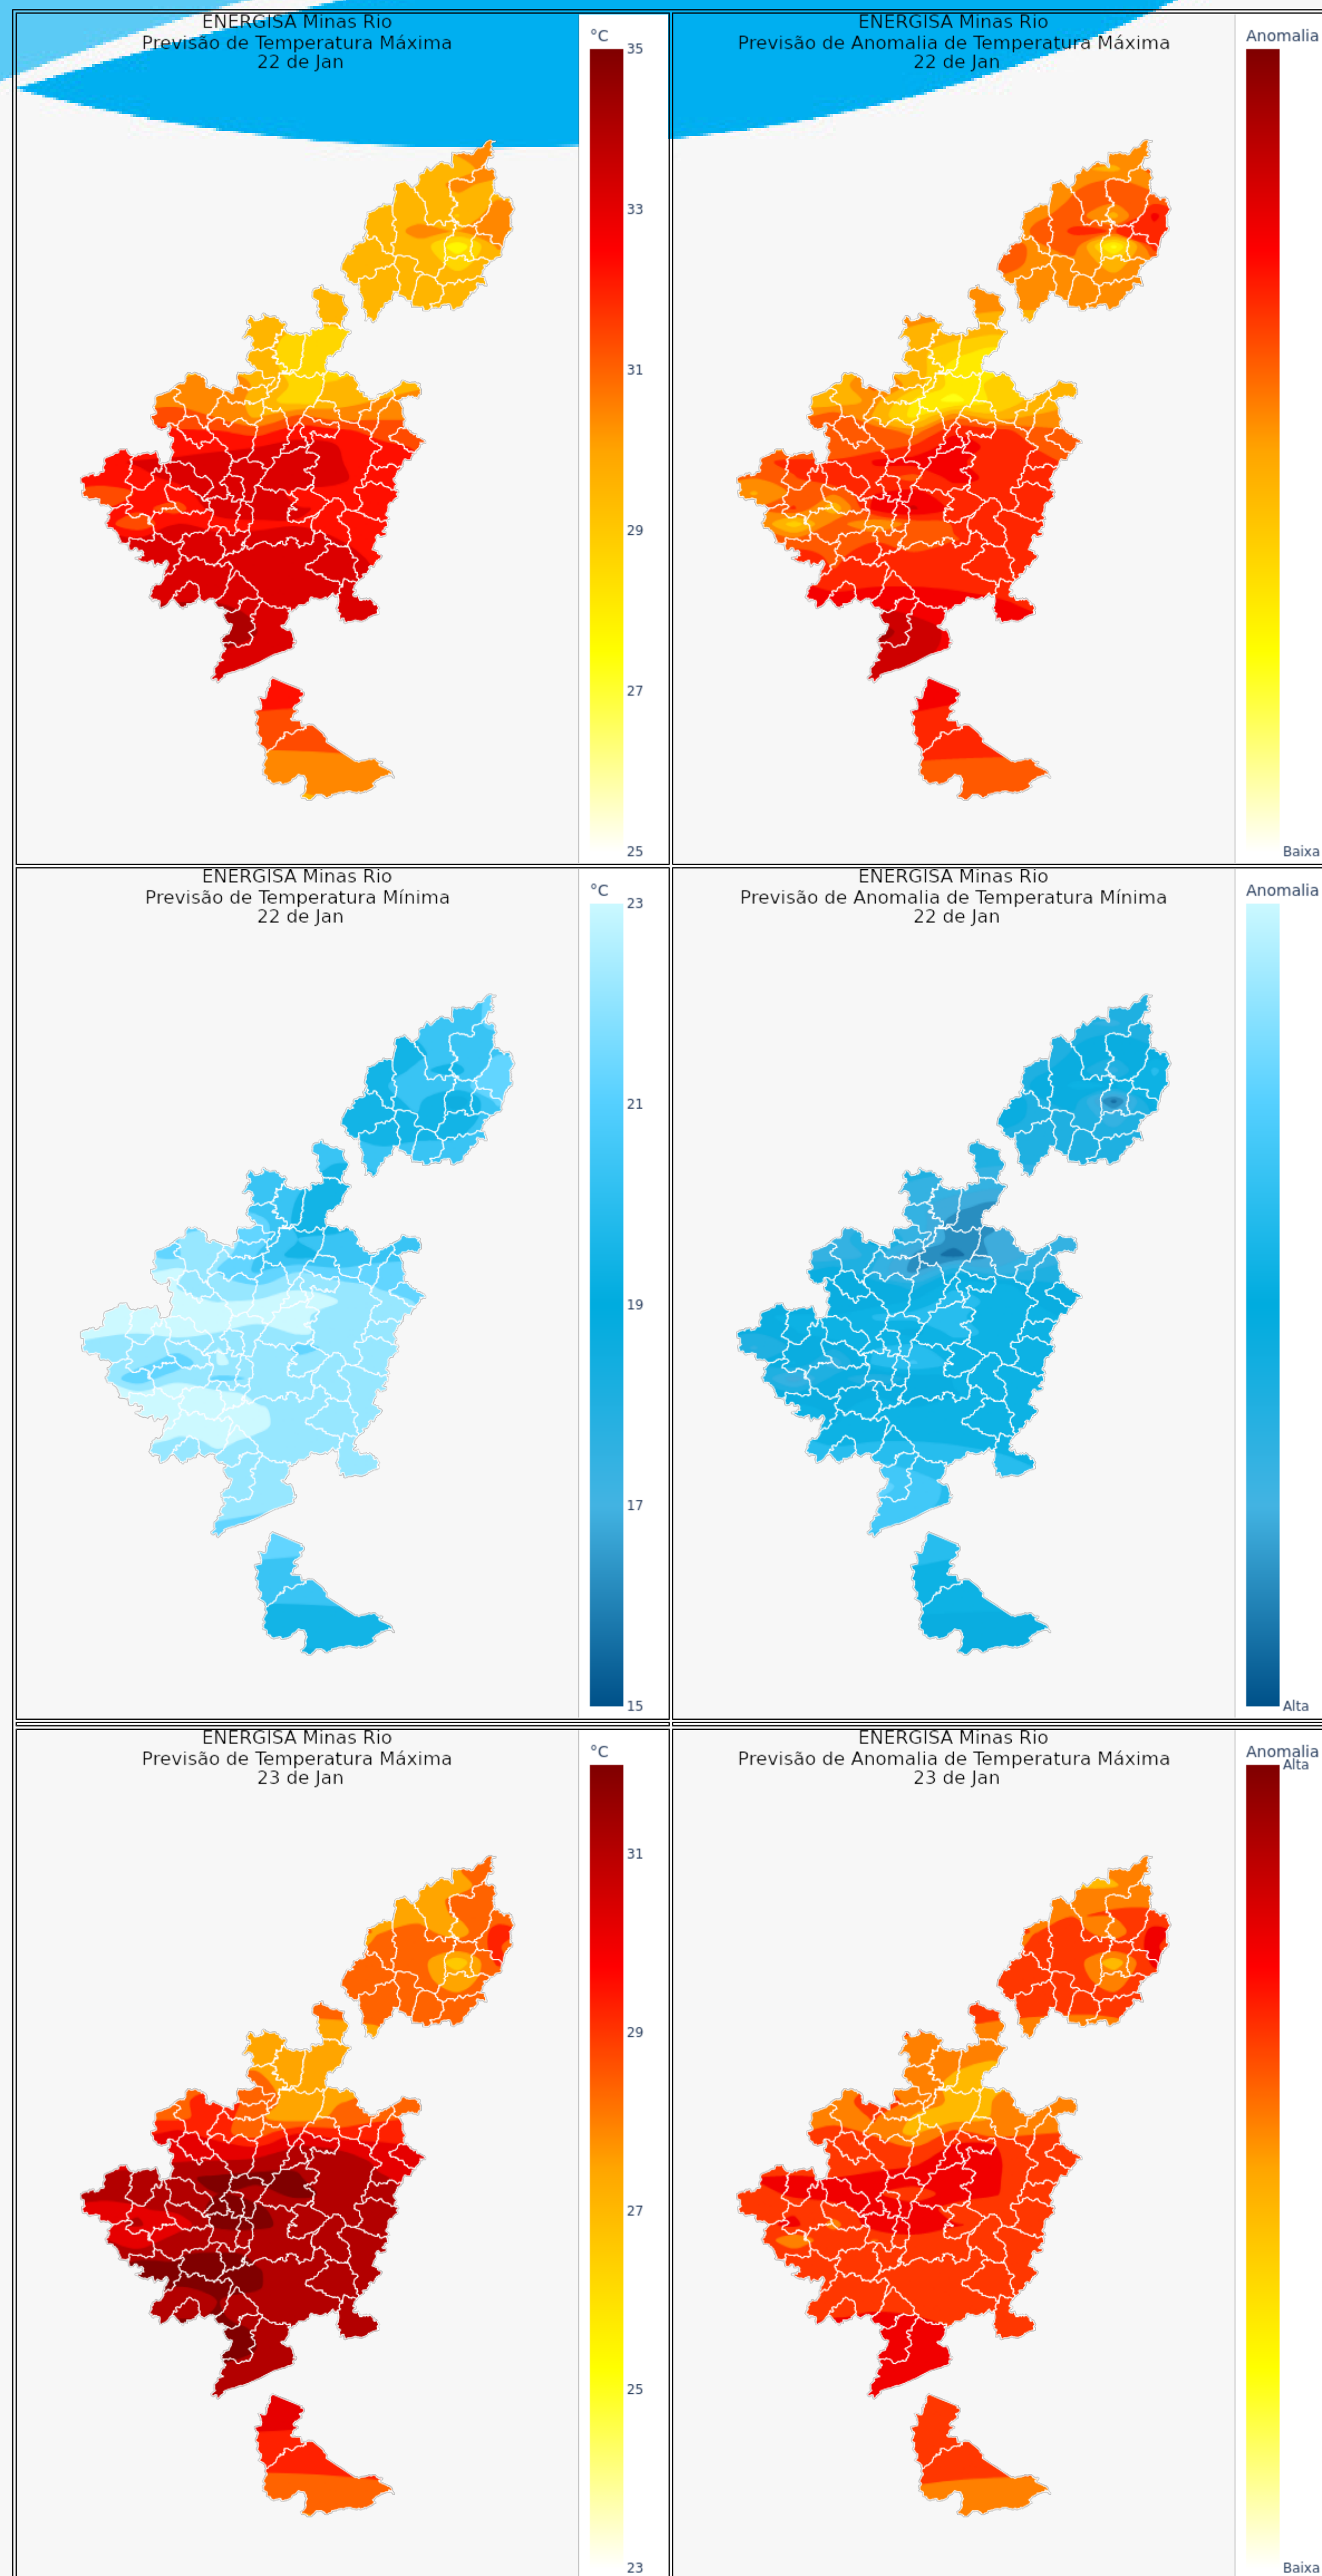 ENERGISA Minas Rio
Previsão de Temperatura Máxima
22 de Jan
°C
35
33
31
29
27
25
ENERGISA Minas Rio
Previsão de Anomalia de Temperatura Máxima
22 de Jan
Anomalia
Baixa
ENERGISA Minas Rio
Previsão de Temperatura Mínima
22 de Jan
°C
23
21
19
17
15
ENERGISA Minas Rio
Previsão de Anomalia de Temperatura Mínima
22 de Jan
Anomalia
Alta
ENERGISA Minas Rio
Previsão de Temperatura Máxima
23 de Jan
°C
31
29
27
25
23
ENERGISA Minas Rio
Previsão de Anomalia de Temperatura Máxima
23 de Jan
Anomalia
Alta
Baixa